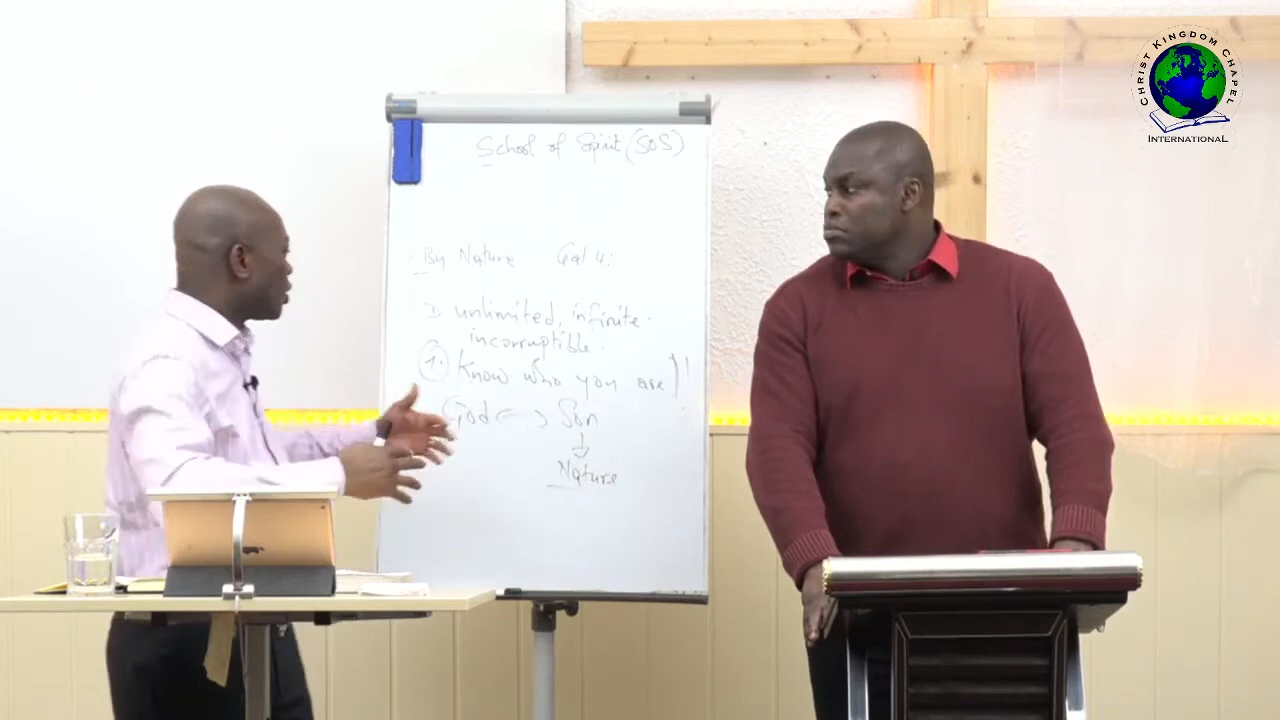 School of Spirit (SOS)
By Nature Gal 4:
1) unlimited, infinite.
incorruptible.
1. Know who you are!
God Son
Nature
CHRIST KINGDOM CHAPEL
INTERNATIONAL